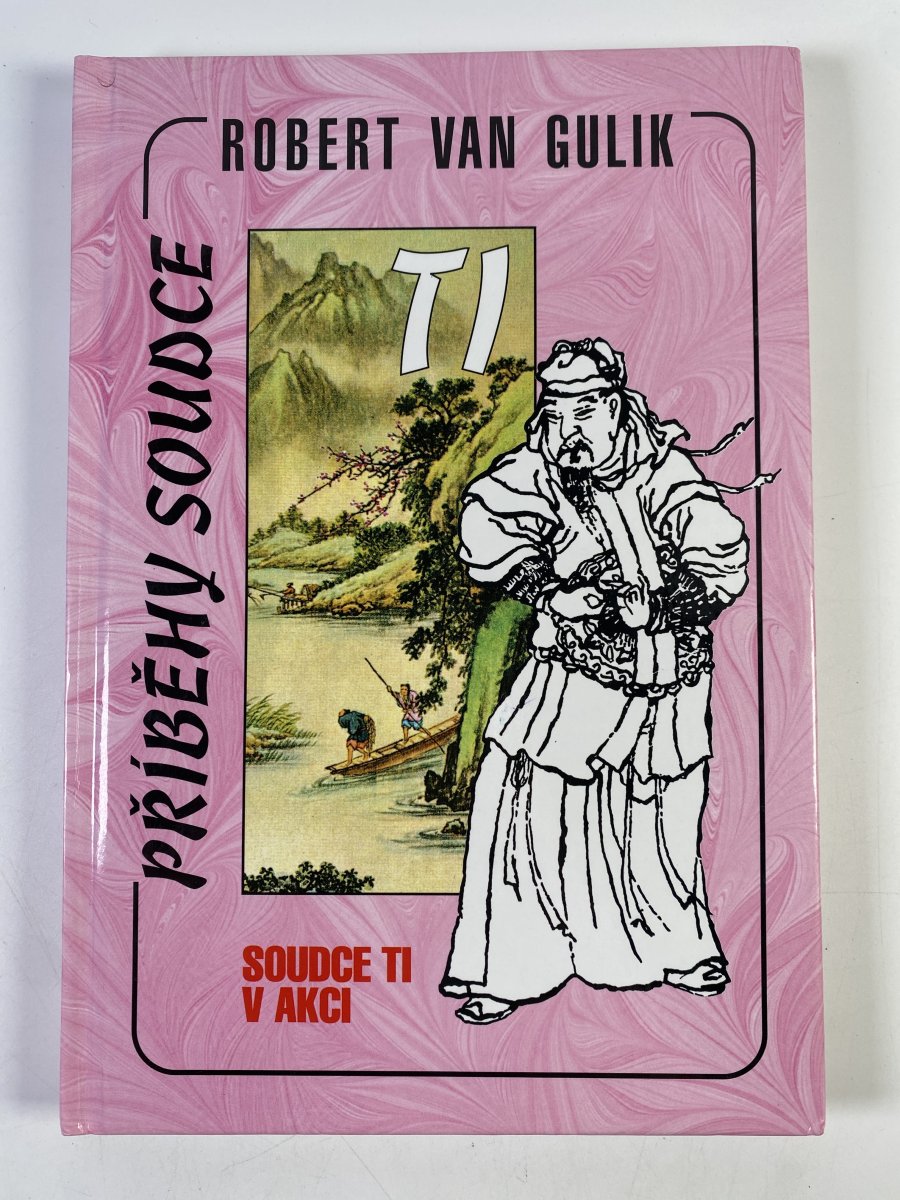 ROBERT VAN GULIK
PŘÍBĚHY SOUDCE
TI
SOUDCE TI
V AKCI